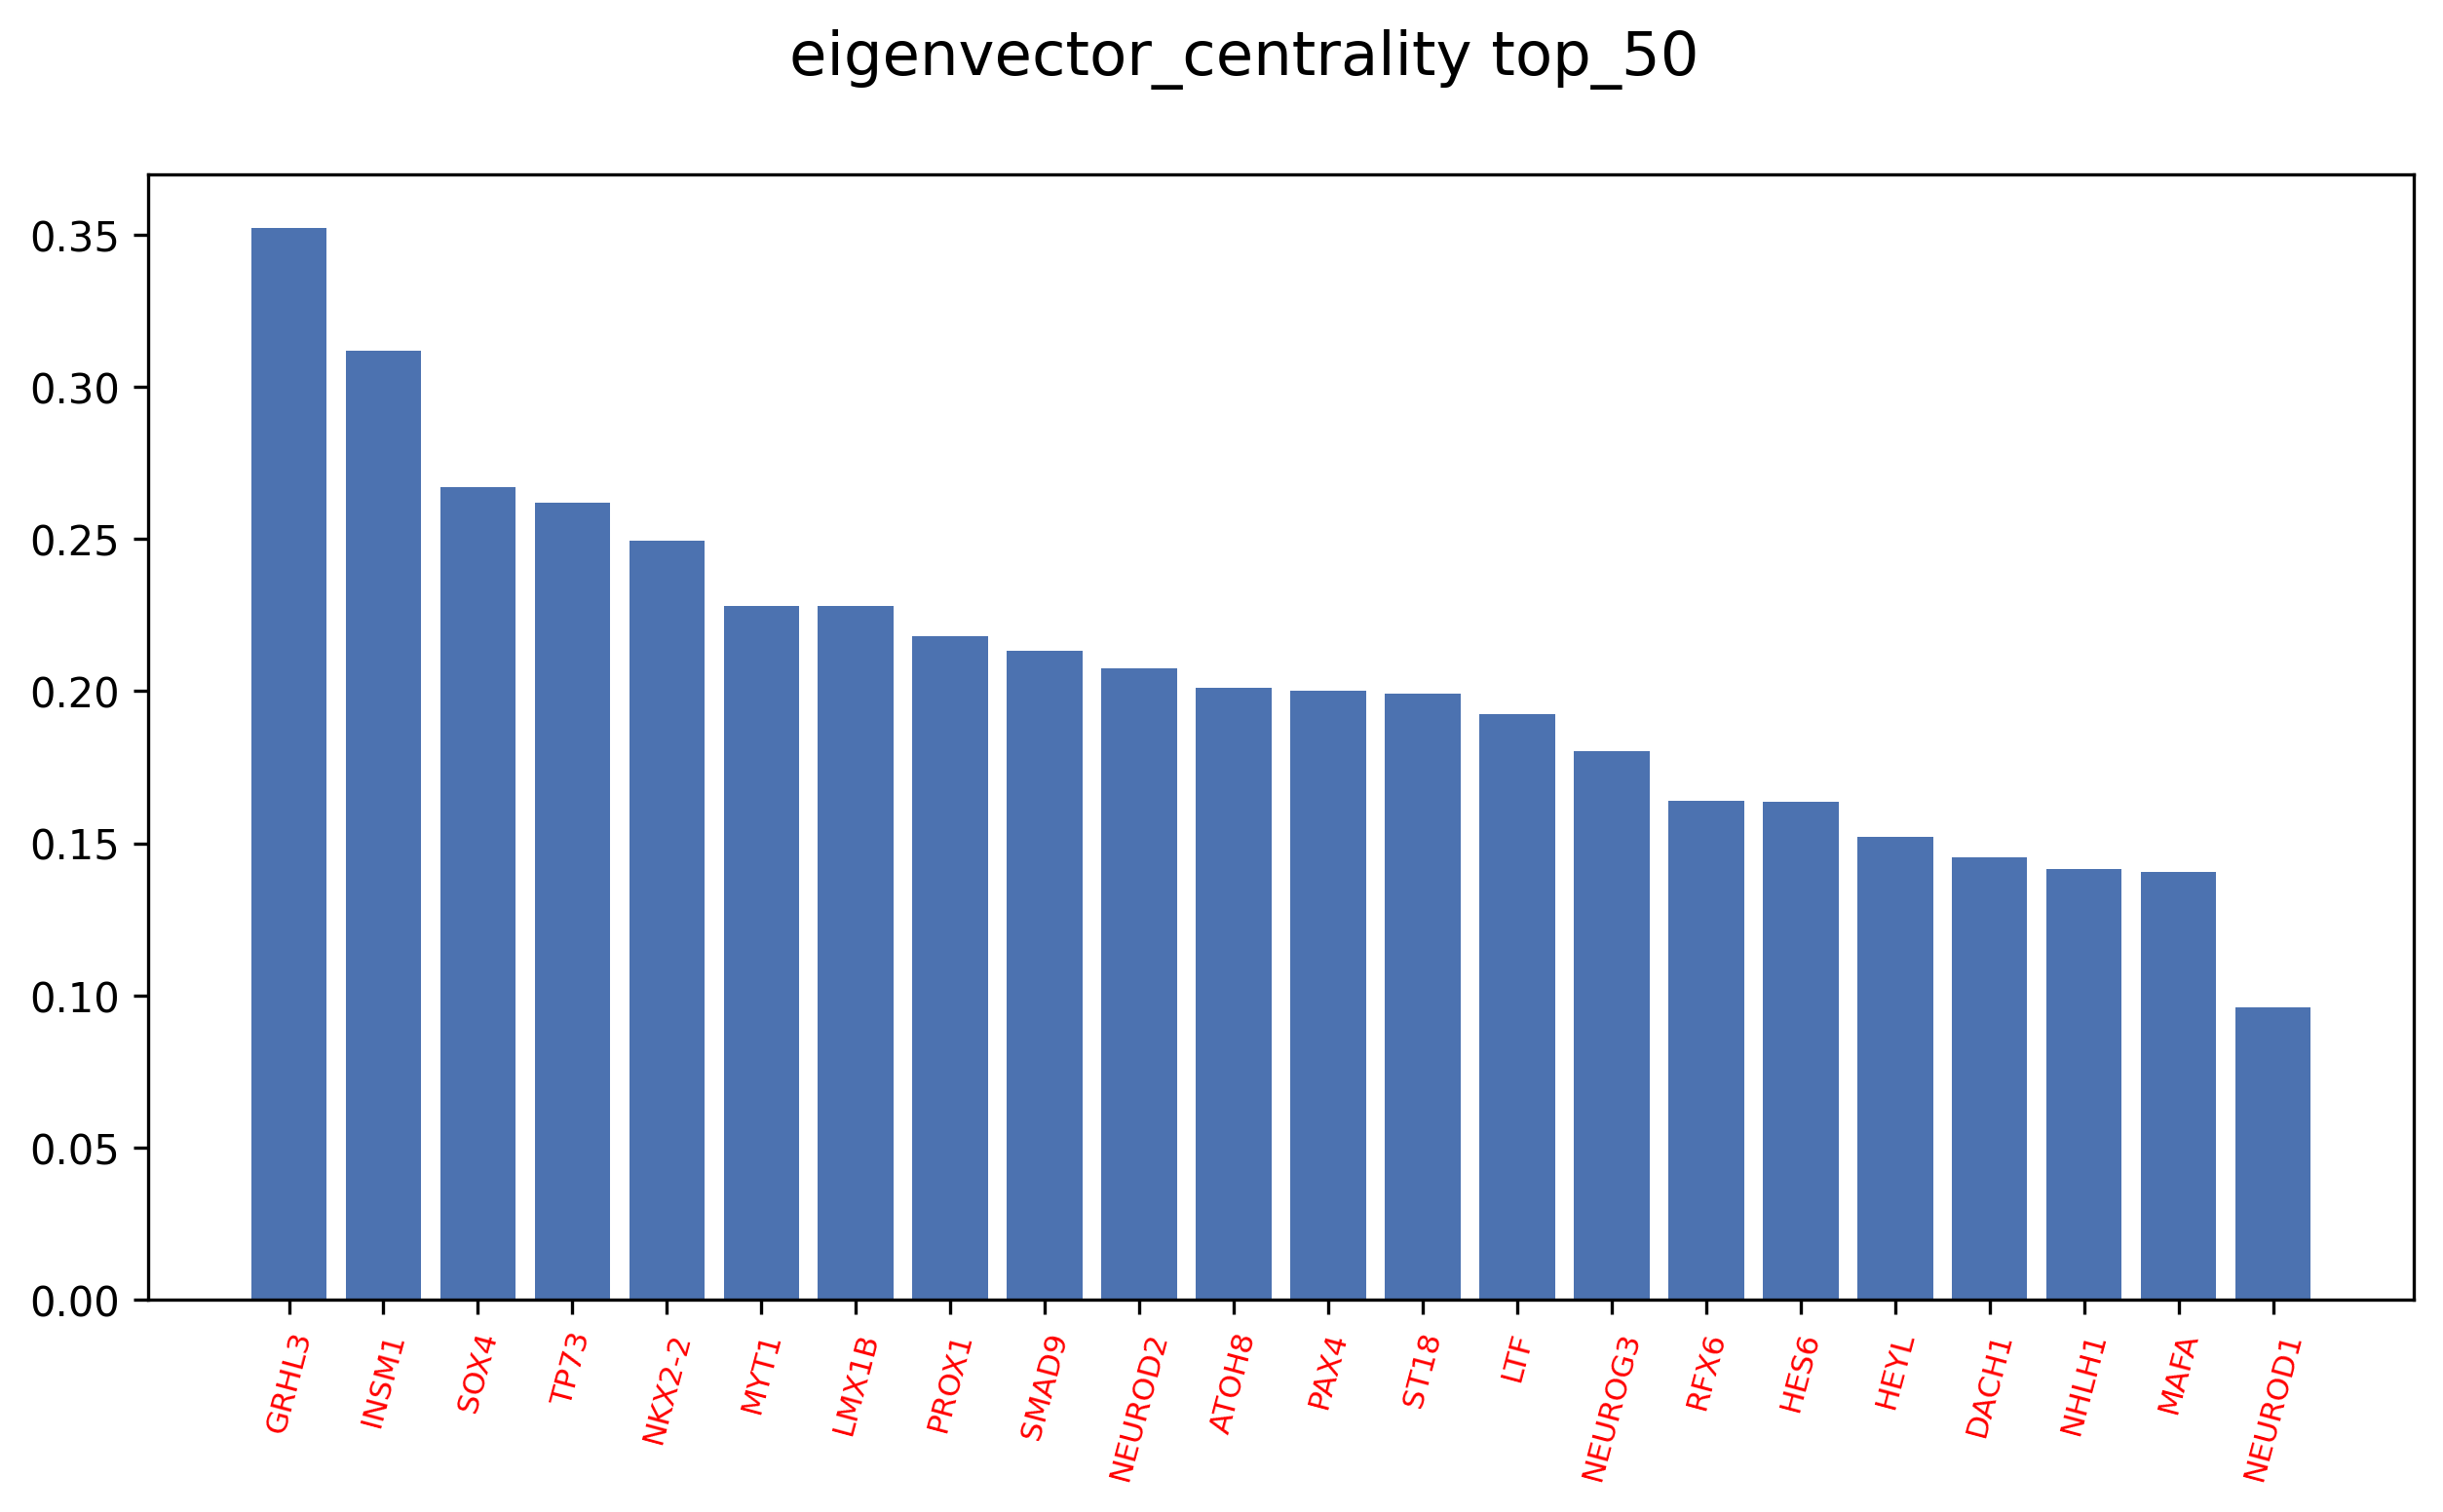 eigenvector_centrality top_50
0.35
0.30
0.25
0.20
0.15
0.10
0.05
0.00
GRHL3
INSM1
SOX4
TP73
NKX2-2
MYT1
LMX1B
PROX1
SMAD9
NEUROD2
ATOH8
PAX4
ST18
LTF
NEUROG3
RFX6
HES6
HEYL
DACH1
NHLH1
MAFA
NEUROD1